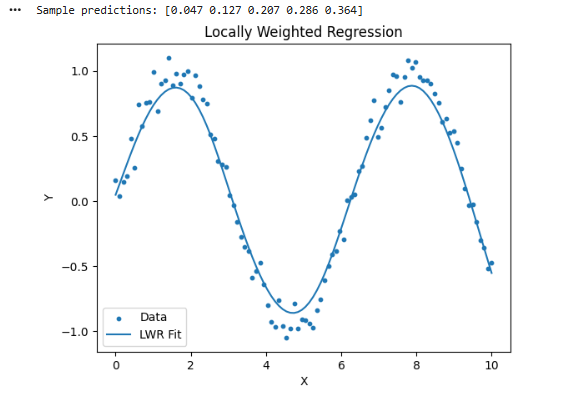 ••• Sample predictions: [0.047 0.127 0.207 0.286 0.364]
Locally Weighted Regression
1.0
0.5
0.0
−0.5
−1.0
Y
Data
LWR Fit
0 2 4 6 8 10
X